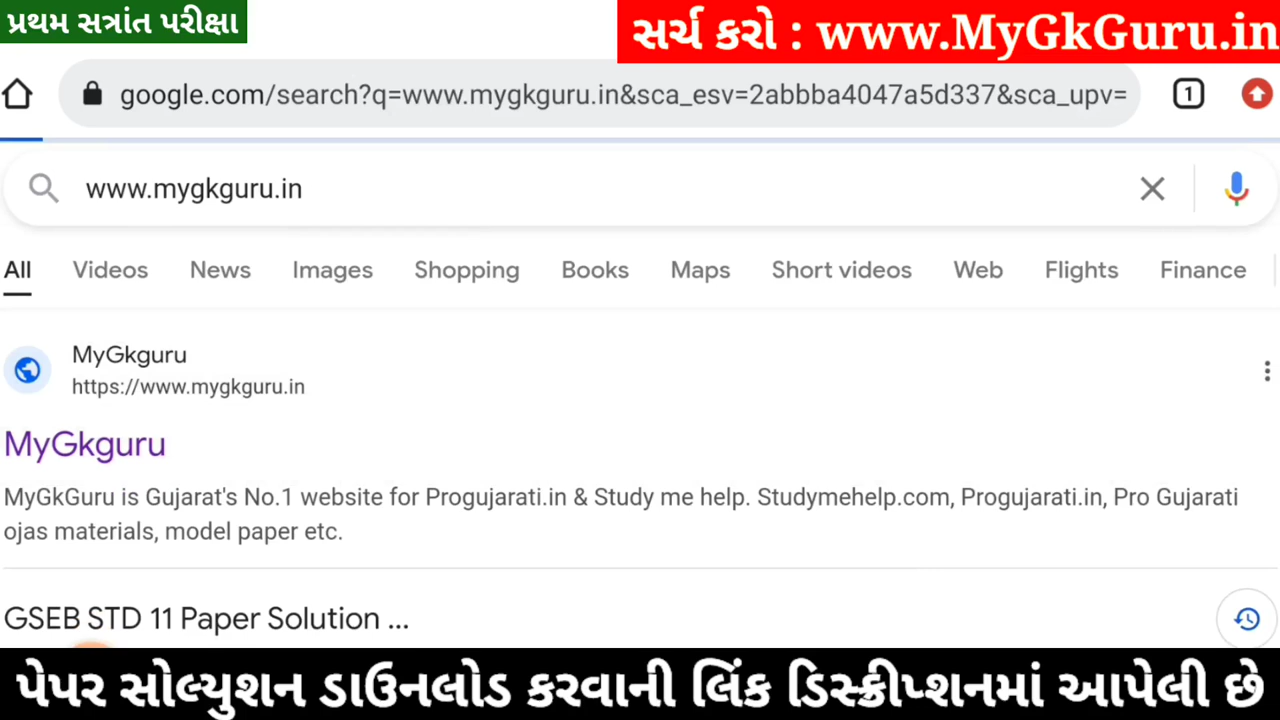 પ્રથમ સત્રાંત પરીક્ષા
સર્ચ કરો : www.MyGkGuru.in
google.com/search?q=www.mygkguru.in&sca_esv=2abbba4047a5d337&sca_upv=
1
www.mygkguru.in
All Videos News Images Shopping Books Maps Short videos Web Flights Finance
MyGkguru
https://www.mygkguru.in
MyGkguru
MyGkGuru is Gujarat's No.1 website for Progujarati.in & Study me help. Studymehelp.com, Progujarati.in, Pro Gujarati
ojas materials, model paper etc.
GSEB STD 11 Paper Solution ...
પેપર સોલ્યુશન ડાઉનલોડ કરવાની લિંક ડિસ્ક્રીપ્શનમાં આપેલી છે